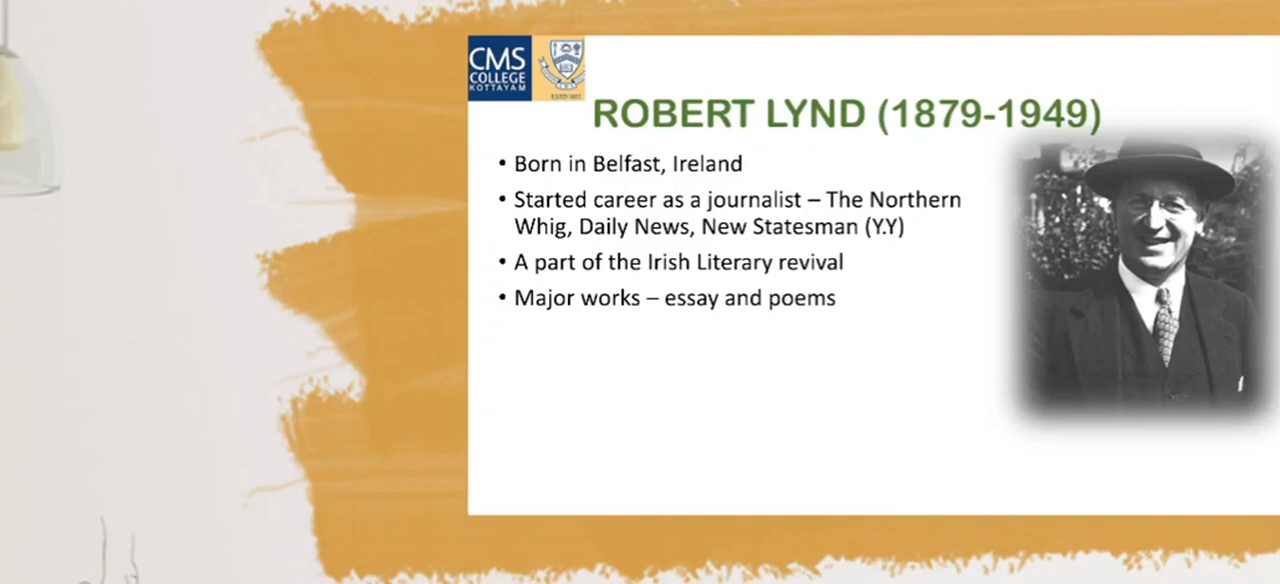 CMS
COLLEGE
KOTTAYAM
ROBERT LYND (1879-1949)
• Born in Belfast, Ireland
• Started career as a journalist – The Northern
Whig, Daily News, New Statesman (Y.Y)
• A part of the Irish Literary revival
• Major works – essay and poems